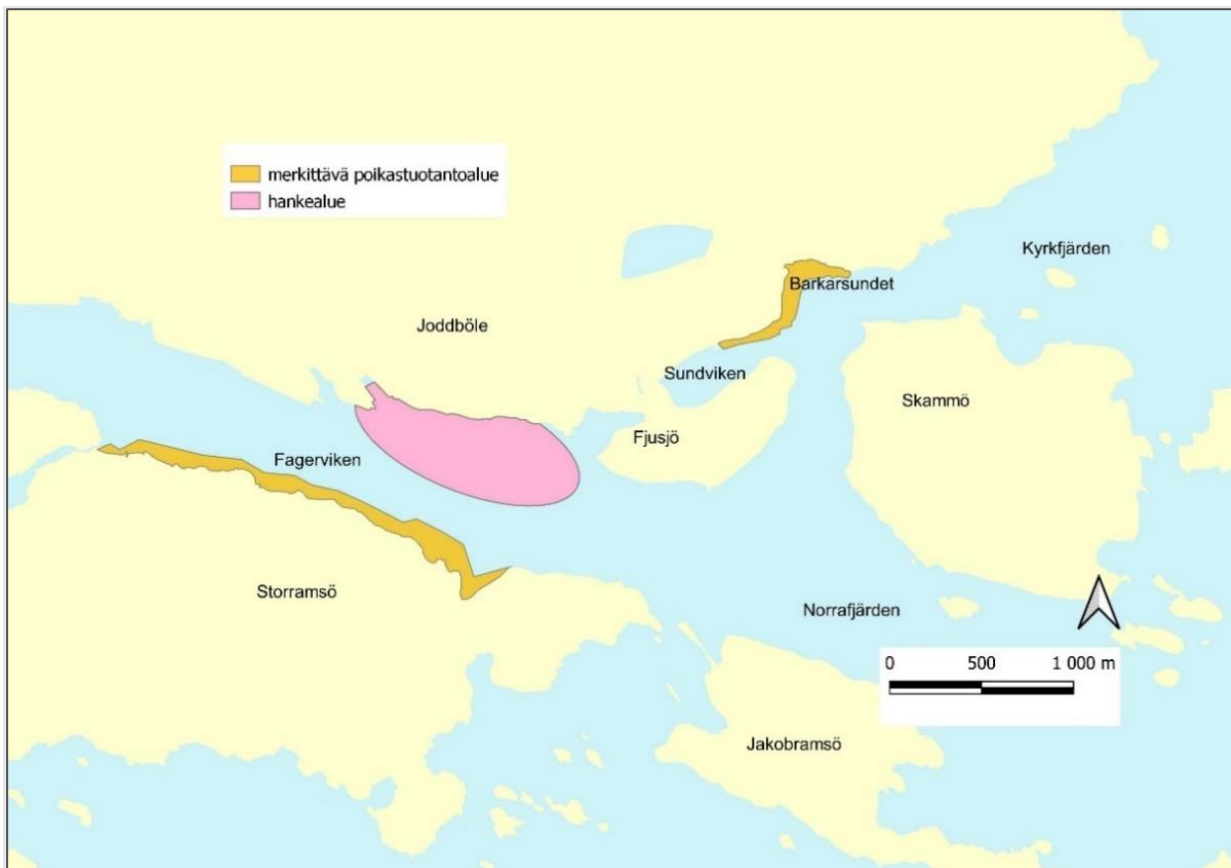 merkittävä poikastuotantoalue
hankealue
Kyrkfjärden
Barkarsundet
Joddböle
Sundviken
Skammö
Fjusjö
Fagerviken
Storramsö
Norrafjärden
0 500 1 000 m
Jakobramsö